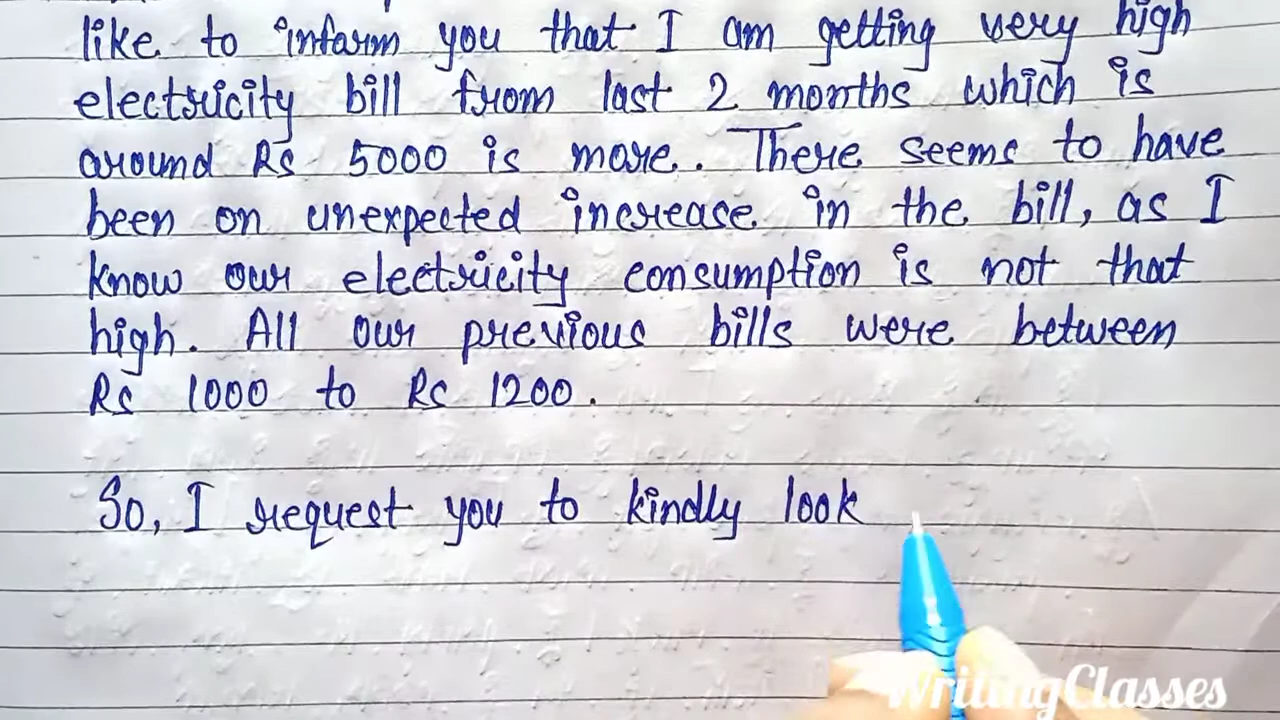 like to inform you that I am getting very high
electricity bill from last 2 months which is
around Rs 5000 is more. There seems to have
been an unexpected increase in the bill, as I
know our electricity consumption is not that
high. All our previous bills were between
Rs 1000 to Rs 1200.
So, I request you to kindly look
WritingClasses